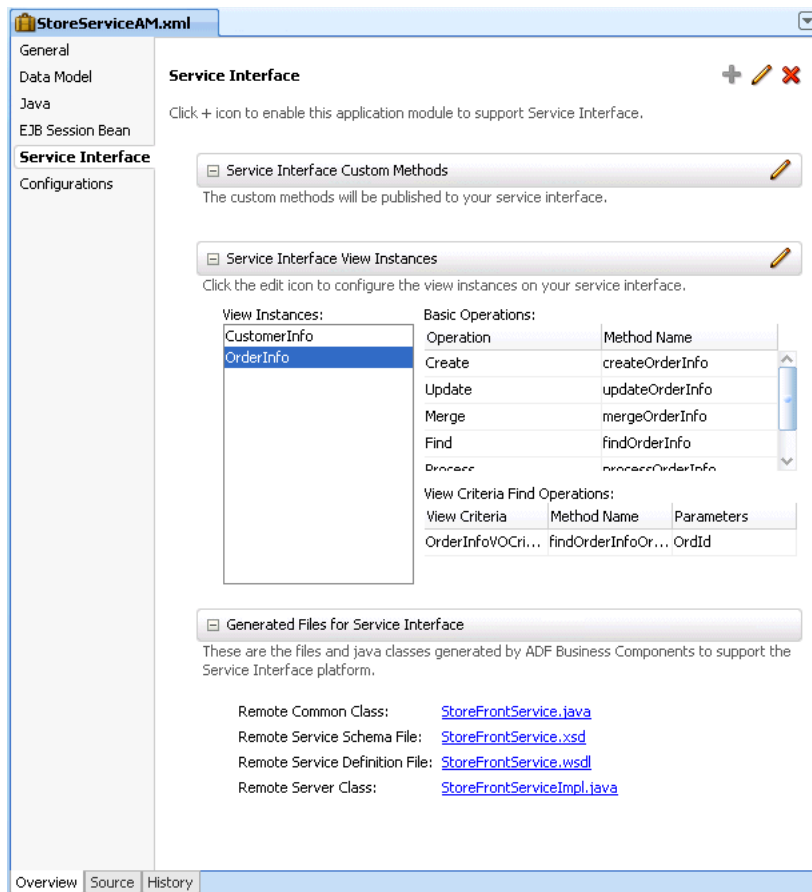 StoreServiceAM.xml
General
Data Model
Java
EJB Session Bean
Service Interface
Configurations
Service Interface
Click + icon to enable this application module to support Service Interface.
Service Interface Custom Methods
The custom methods will be published to your service interface.
Service Interface View Instances
Click the edit icon to configure the view instances on your service interface.
View Instances:
CustomerInfo
OrderInfo
Basic Operations:
Operation Method Name
Create createOrderInfo
Update updateOrderInfo
Merge mergeOrderInfo
Find findOrderInfo
Process processOrderInfo
View Criteria Find Operations:
View Criteria Method Name Parameters
OrderInfoVOCri... findOrderInfoOr... OrdId
Generated Files for Service Interface
These are the files and java classes generated by ADF Business Components to support the
Service Interface platform.
Remote Common Class: StoreFrontService.java
Remote Service Schema File: StoreFrontService.xsd
Remote Service Definition File: StoreFrontService.wsdl
Remote Server Class: StoreFrontServiceImpl.java
Overview Source History